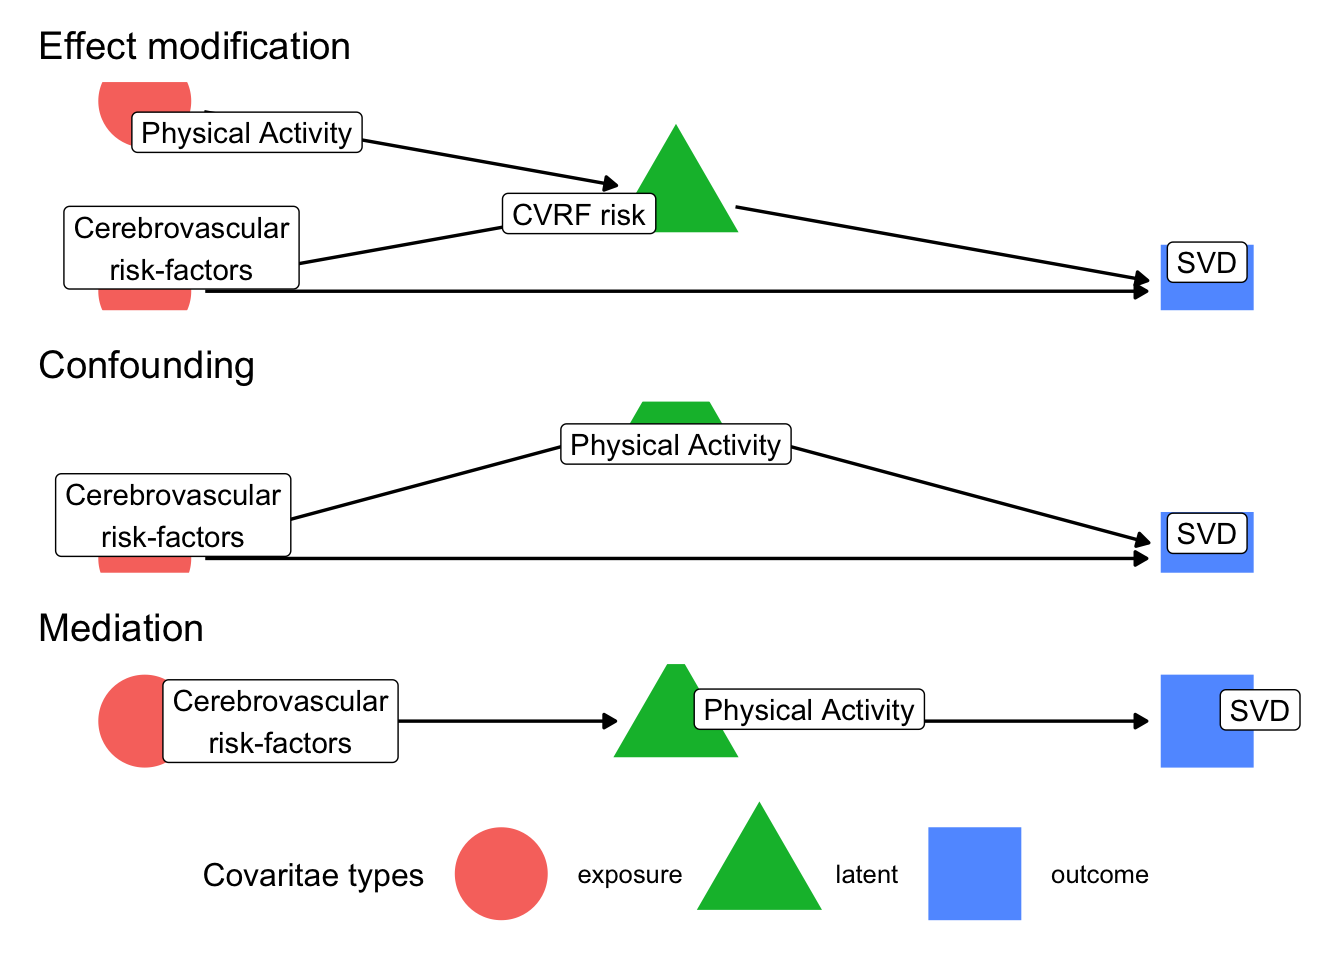 Effect modification
Physical Activity
Cerebrovascular
risk-factors
CVRF risk
SVD
Confounding
Physical Activity
Cerebrovascular
risk-factors
SVD
Mediation
Cerebrovascular
risk-factors
Physical Activity
SVD
Covaritae types
exposure
latent
outcome